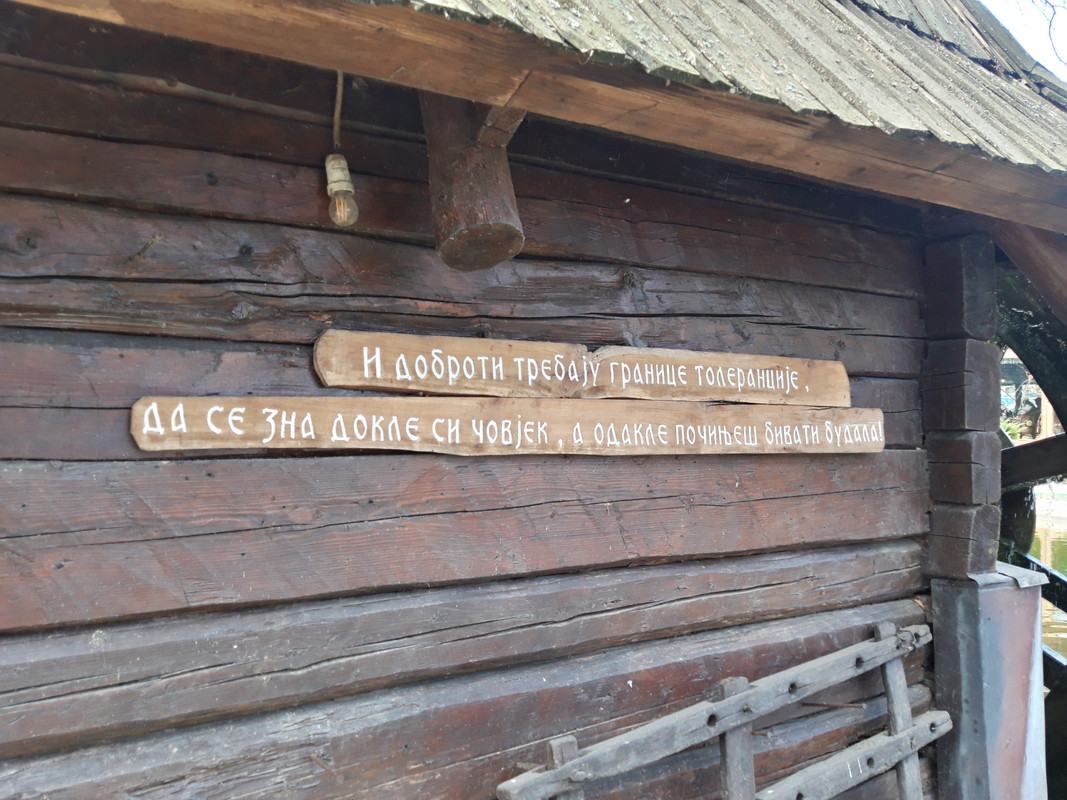 И доброти требају границе толеранције,
да се зна докле си човјек, а одакле почињеш бивати будала!